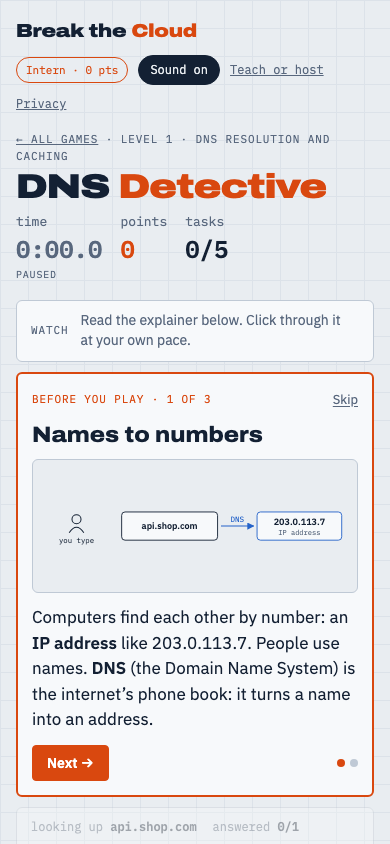 Break the Cloud
Intern · 0 pts
Sound on
Teach or host
Privacy
← ALL GAMES · LEVEL 1 · DNS RESOLUTION AND
CACHING
DNS Detective
time points tasks
0:00.0 0 0/5
PAUSED
WATCH
Read the explainer below. Click through it
at your own pace.
BEFORE YOU PLAY · 1 OF 3
Skip
Names to numbers
you type
api.shop.com
DNS
203.0.113.7
IP address
Computers find each other by number: an
IP address like 203.0.113.7. People use
names. DNS (the Domain Name System) is
the internet’s phone book: it turns a name
into an address.
Next →
looking up api.shop.com answered 0/1